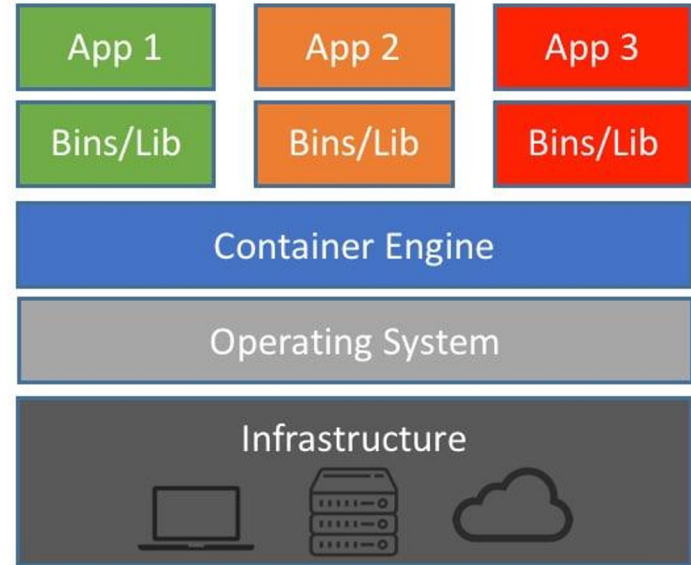 App 1
App 2
App 3
Bins/Lib
Bins/Lib
Bins/Lib
Container Engine
Operating System
Infrastructure